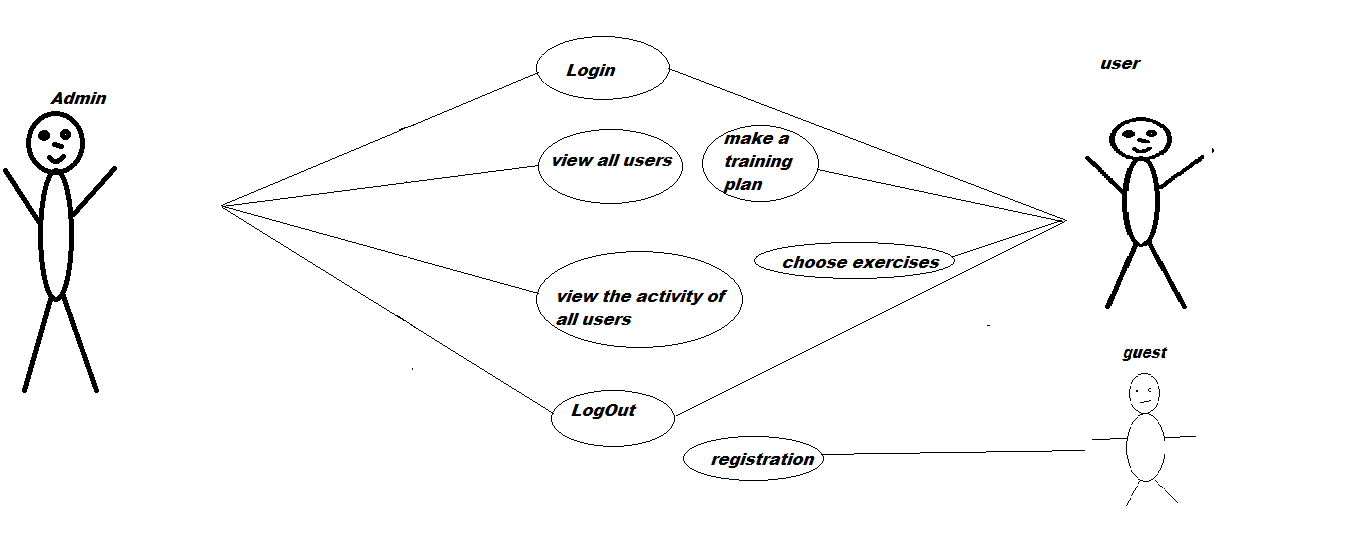 Login
user
Admin
make a
training
plan
view all users
choose exercises
view the activity of
all users
guest
LogOut
registration